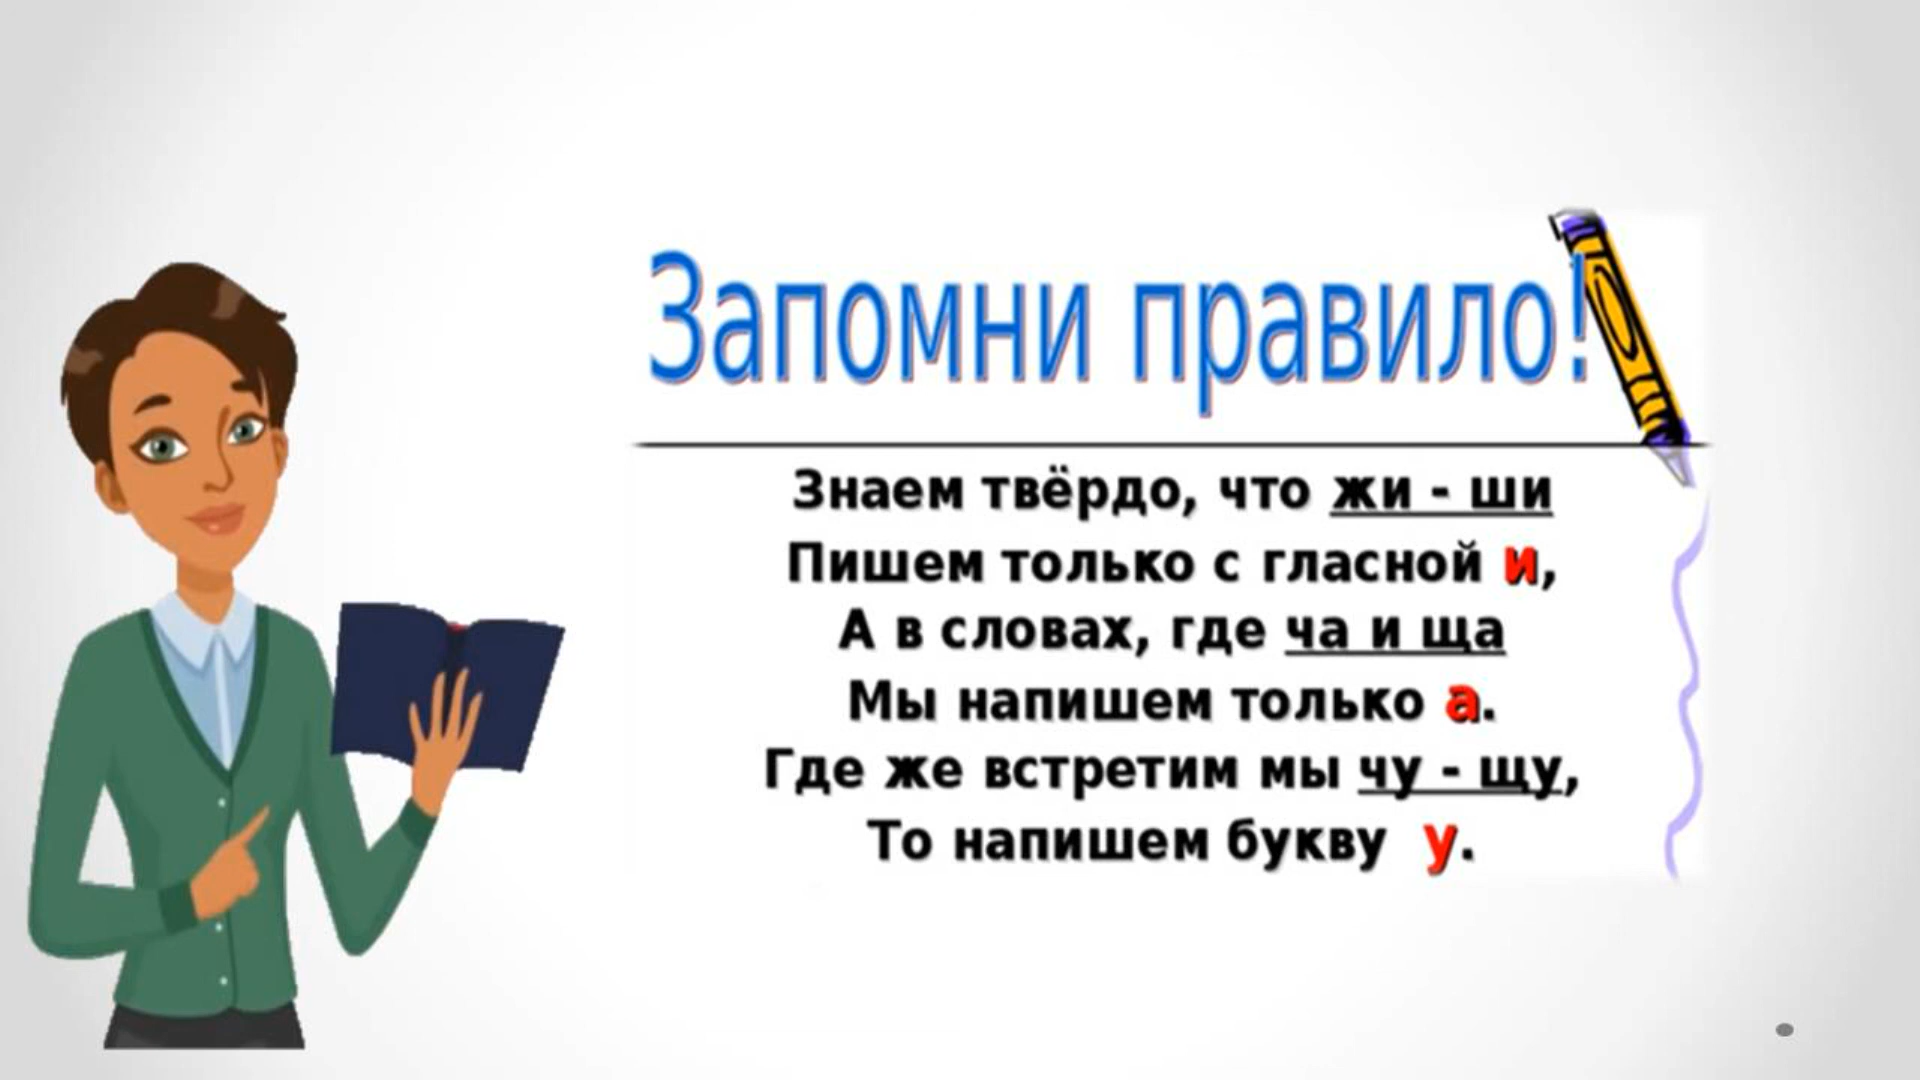 Запомни правило!
Знаем твёрдо, что жи - ши
Пишем только с гласной и,
А в словах, где ча и ща
Мы напишем только а.
Где же встретим мы чу - щу,
То напишем букву у.